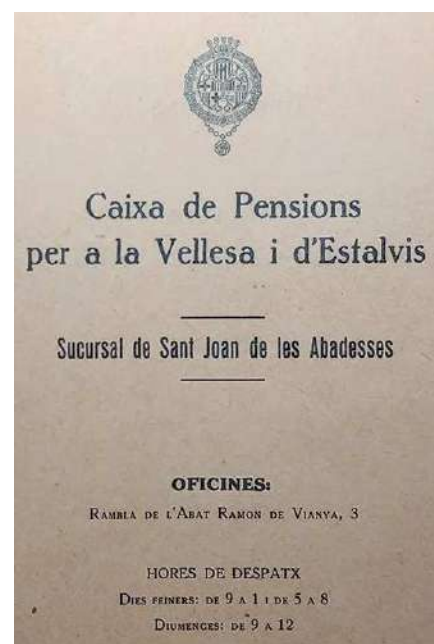 Caixa de Pensions
per a la Vellesa i d'Estalvis
Sucursal de Sant Joan de les Abadesses
OFICINES:
RAMBLA DE L'ABAT RAMON DE VIANYA, 3
HORES DE DESPATX
DIES FEINERS: DE 9 A 1 I DE 5 A 8
DIUMENGES: DE 9 A 12